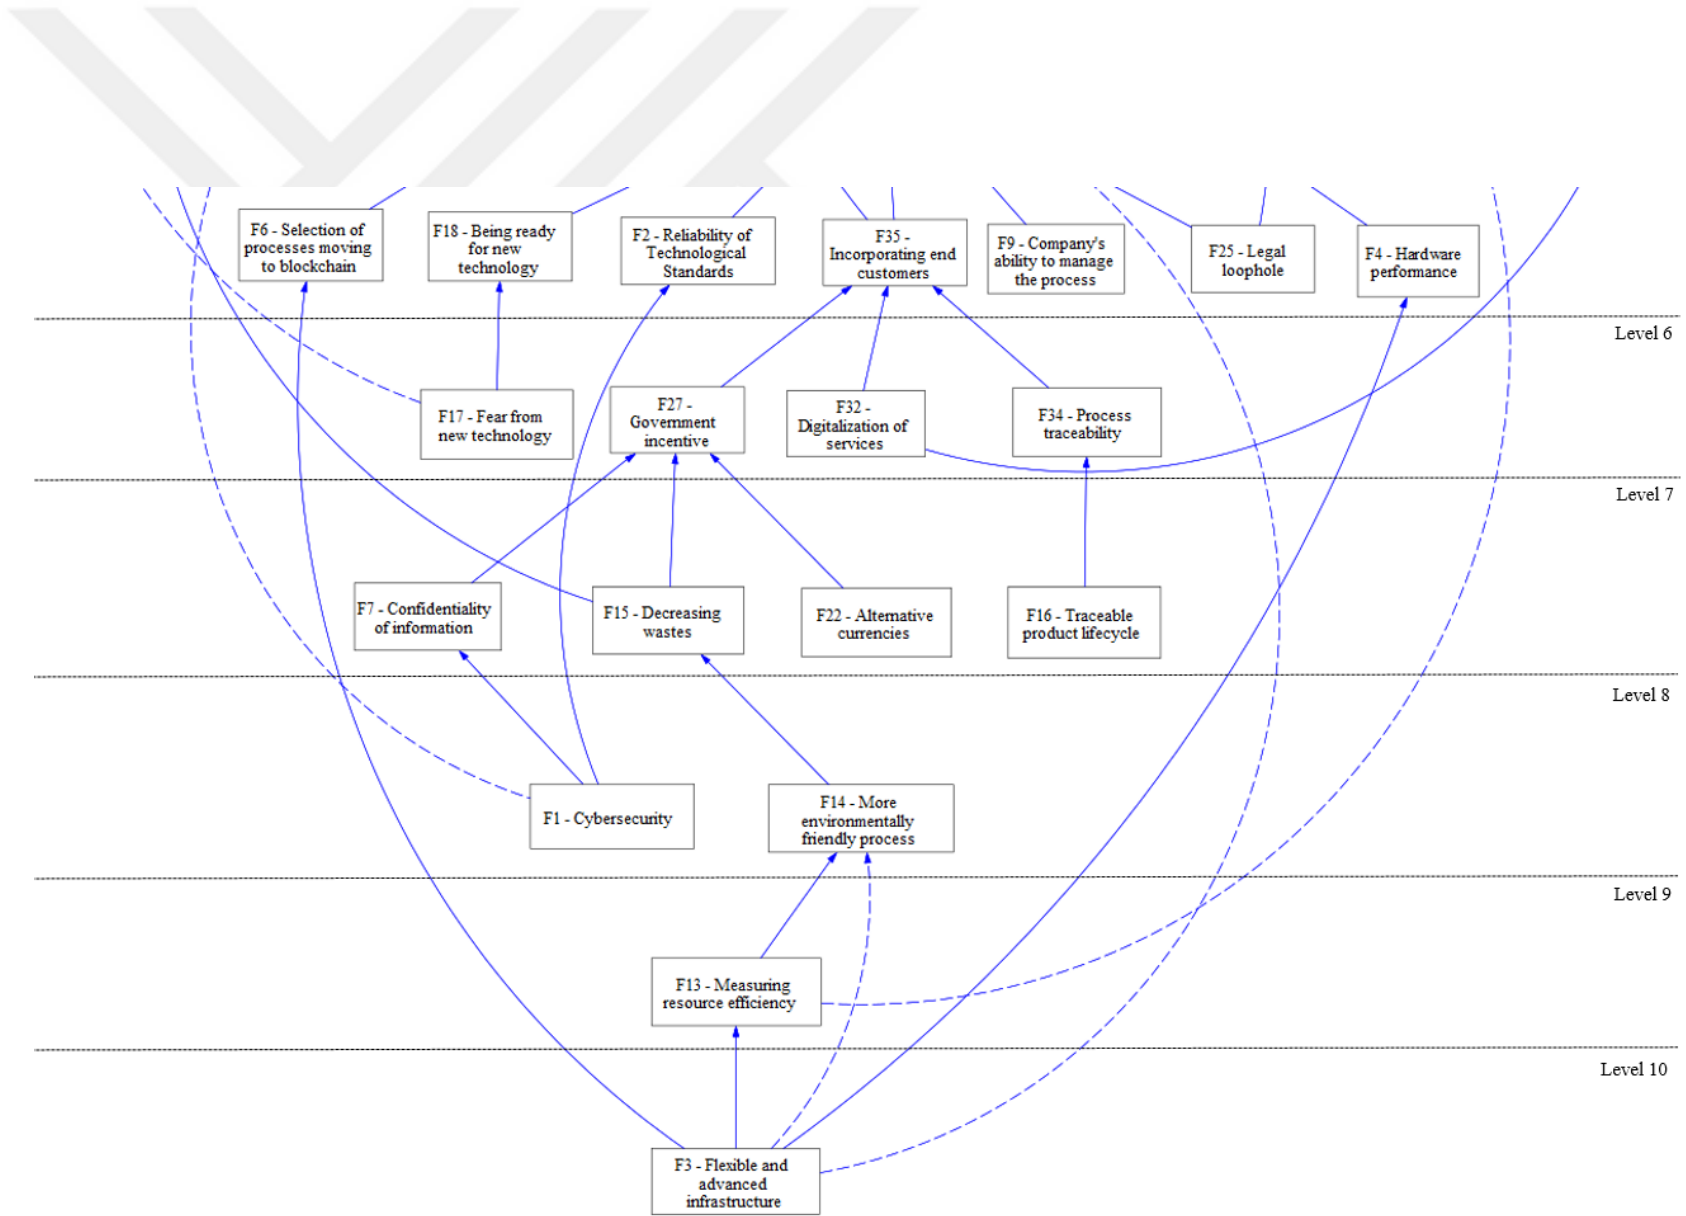 F6 - Selection of
processes moving
to blockchain
F18 - Being ready
for new
technology
F2 - Reliability of
Technological
Standards
F35 -
Incorporating end
customers
F9 - Company's
ability to manage
the process
F25 - Legal
loophole
F4 - Hardware
performance
Level 6
F17 - Fear from
new technology
F27 -
Government
incentive
F32 -
Digitalization of
services
F34 - Process
traceability
Level 7
F7 - Confidentiality
of information
F15 - Decreasing
wastes
F22 - Alternative
currencies
F16 - Traceable
product lifecycle
Level 8
F1 - Cybersecurity
F14 - More
environmentally
friendly process
Level 9
F13 - Measuring
resource efficiency
Level 10
F3 - Flexible and
advanced
infrastructure